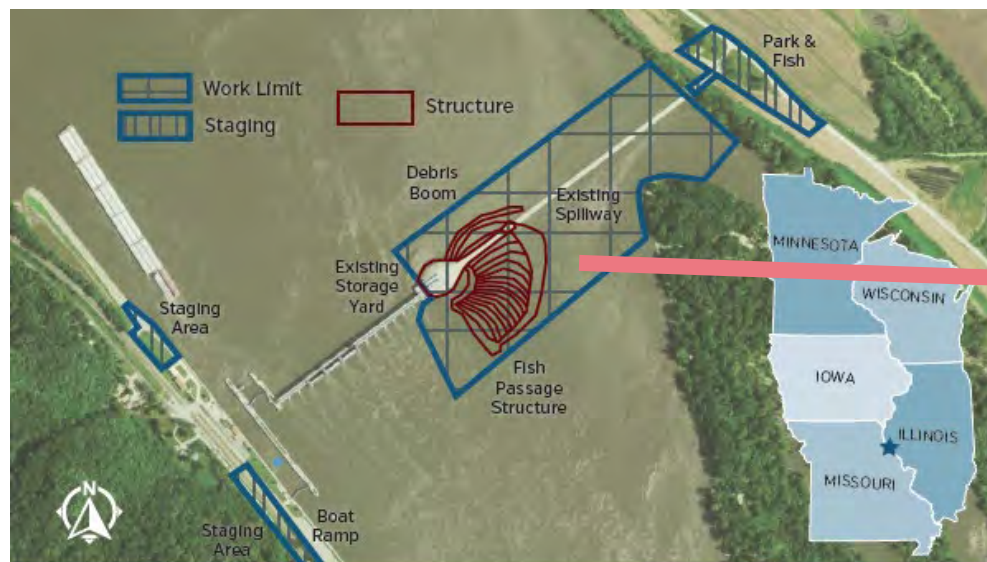 Park &
Fish
Work Limit
Structure
Staging
Debris
Boom
Existing
Spillway
Existing
Storage
Yard
Staging
Area
Fish
Passage
Structure
MINNESOTA
WISCONSIN
IOWA
ILLINOIS
MISSOURI
N
Boat
Ramp
Staging
Area